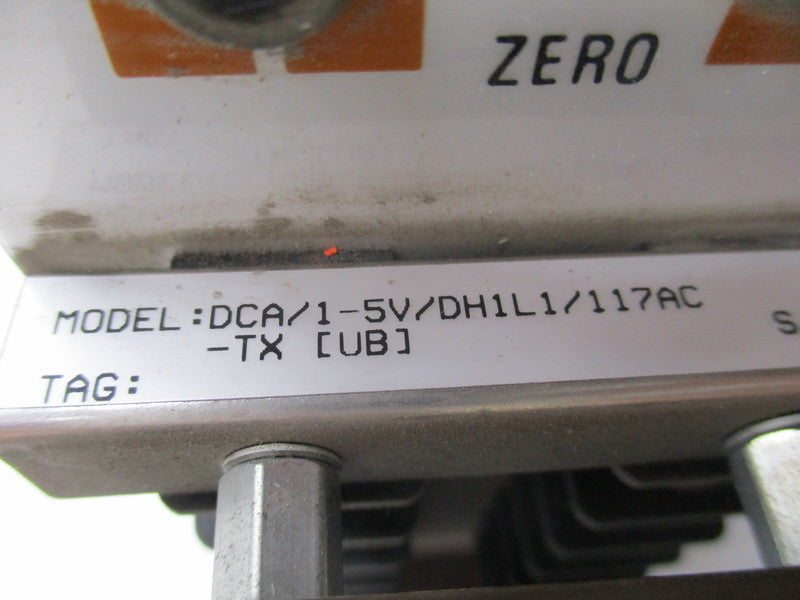 ZERO
MODEL:DCA/1-5V/DH1L1/117AC
-TX [UB]
TAG: